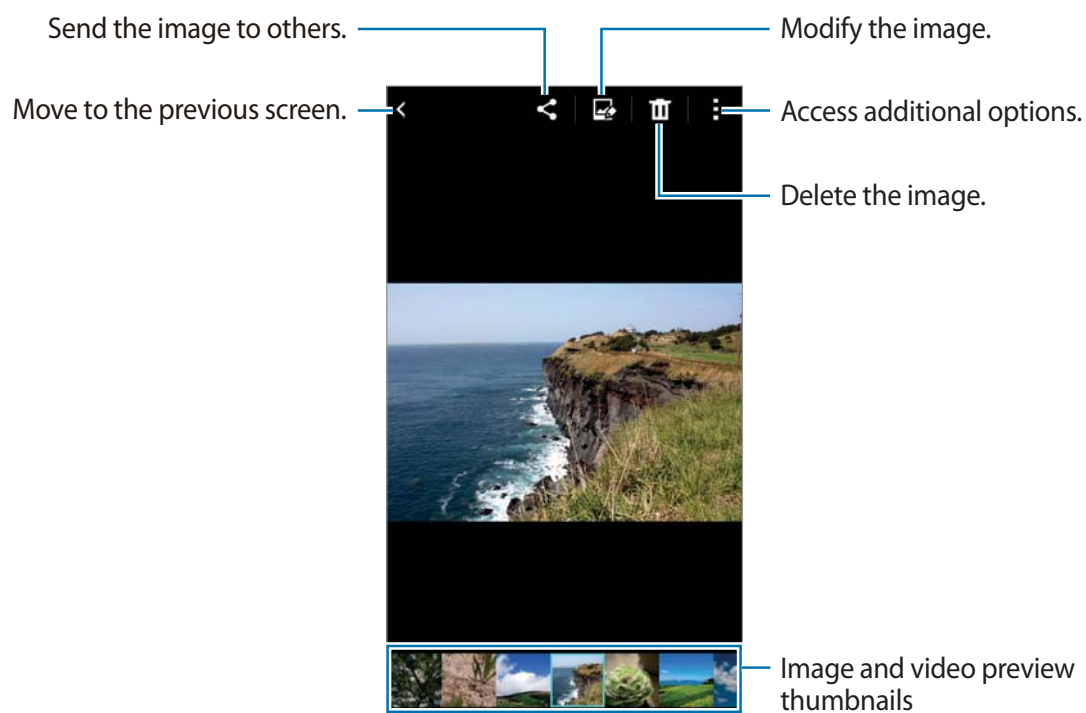 Send the image to others.
Modify the image.
Move to the previous screen.
Access additional options.
Delete the image.
Image and video preview
thumbnails